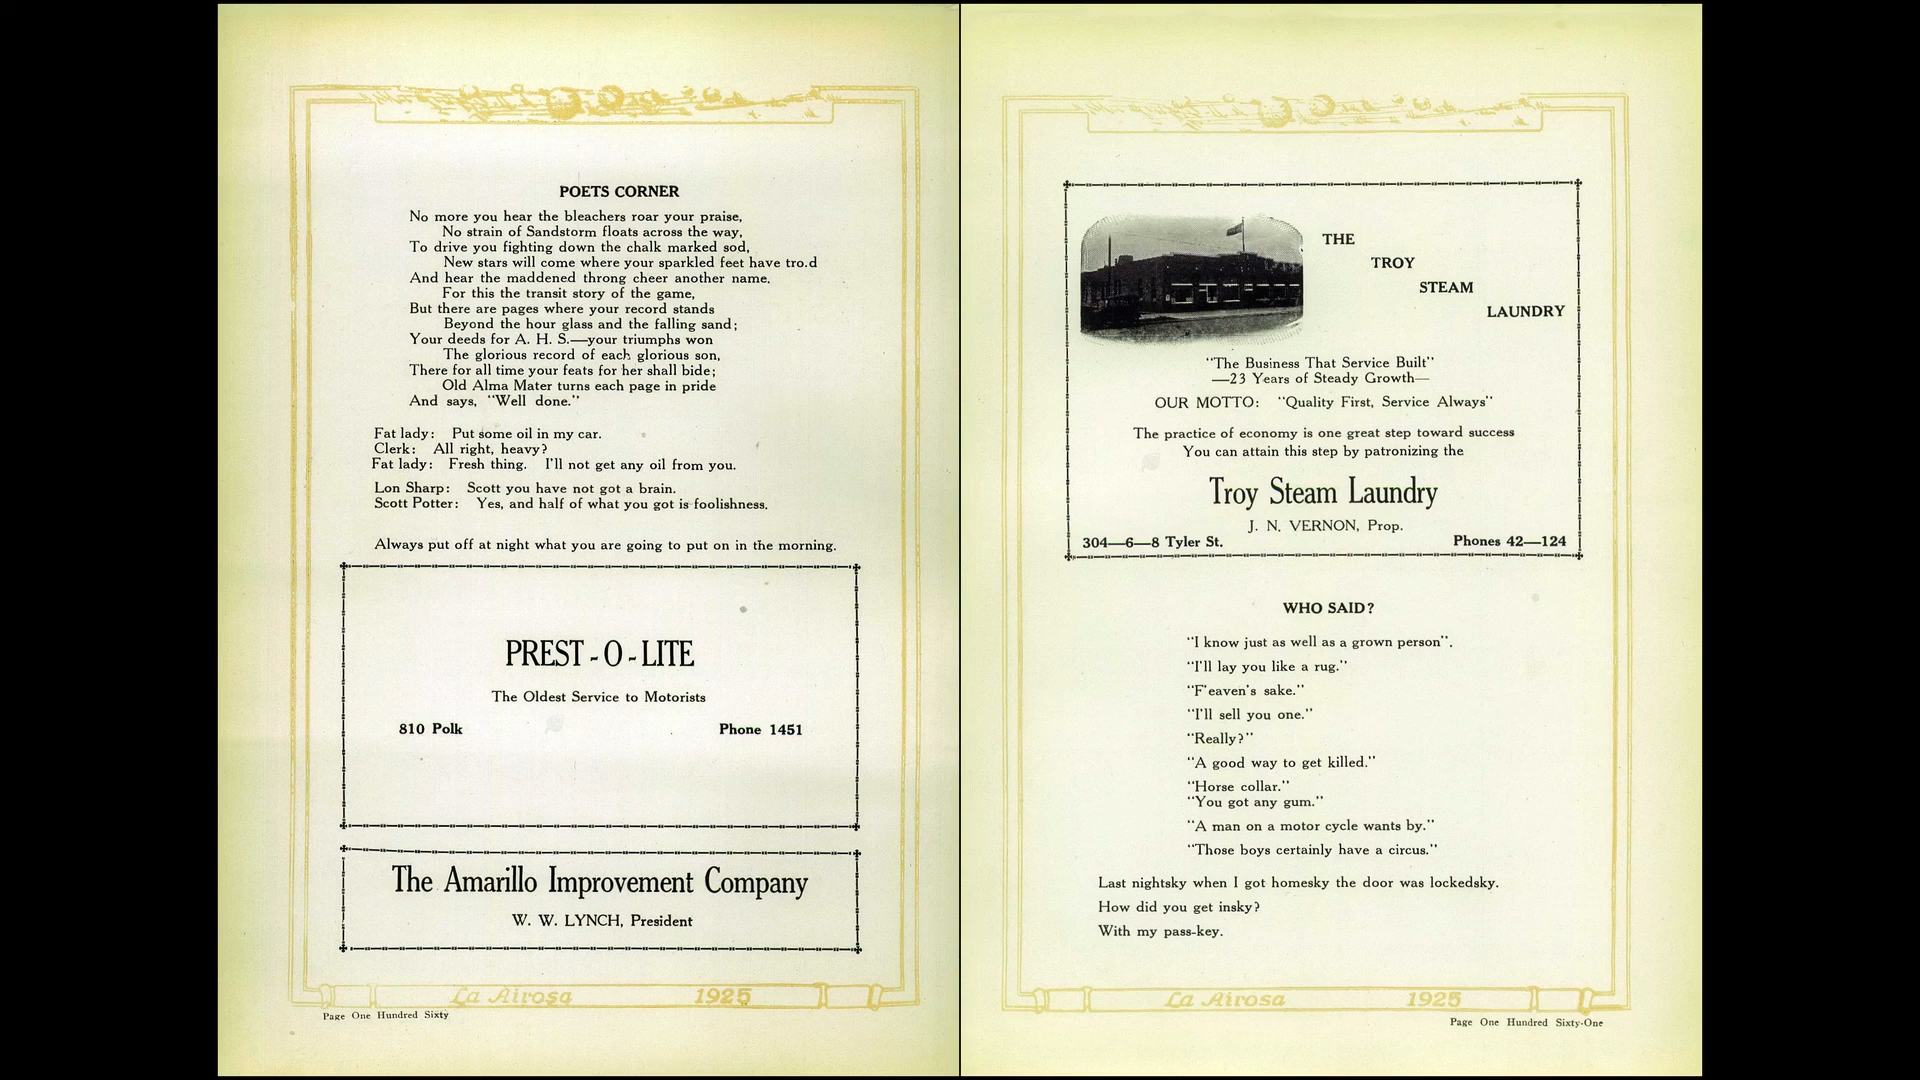 POETS CORNER
No more you hear the bleachers roar your praise,
No strain of Sandstorm floats across the way,
To drive you fighting down the chalk marked sod,
New stars will come where your sparkled feet have tro.d
And hear the maddened throng cheer another name.
For this the transit story of the game,
But there are pages where your record stands
Beyond the hour glass and the falling sand;
Your deeds for A. H. S.—your triumphs won
The glorious record of each glorious son,
There for all time your feats for her shall bide;
Old Alma Mater turns each page in pride
And says, "Well done."
Fat lady: Put some oil in my car.
Clerk: All right, heavy?
Fat lady: Fresh thing. I'll not get any oil from you.
Lon Sharp: Scott you have not got a brain.
Scott Potter: Yes, and half of what you got is foolishness.
Always put off at night what you are going to put on in the morning.
PREST-O-LITE
The Oldest Service to Motorists
810 Polk Phone 1451
The Amarillo Improvement Company
W. W. LYNCH, President
La Airosa 1925
Page One Hundred Sixty
THE
TROY
STEAM
LAUNDRY
"The Business That Service Built"
—23 Years of Steady Growth—
OUR MOTTO: "Quality First, Service Always"
The practice of economy is one great step toward success
You can attain this step by patronizing the
Troy Steam Laundry
J. N. VERNON, Prop.
304—6—8 Tyler St. Phones 42—124
WHO SAID?
"I know just as well as a grown person".
"I'll lay you like a rug."
"F'eaven's sake."
"I'll sell you one."
"Really?"
"A good way to get killed."
"Horse collar."
"You got any gum."
"A man on a motor cycle wants by."
"Those boys certainly have a circus."
Last nightsky when I got homesky the door was lockedsky.
How did you get insky?
With my pass-key.
La Airosa 1925
Page One Hundred Sixty-One